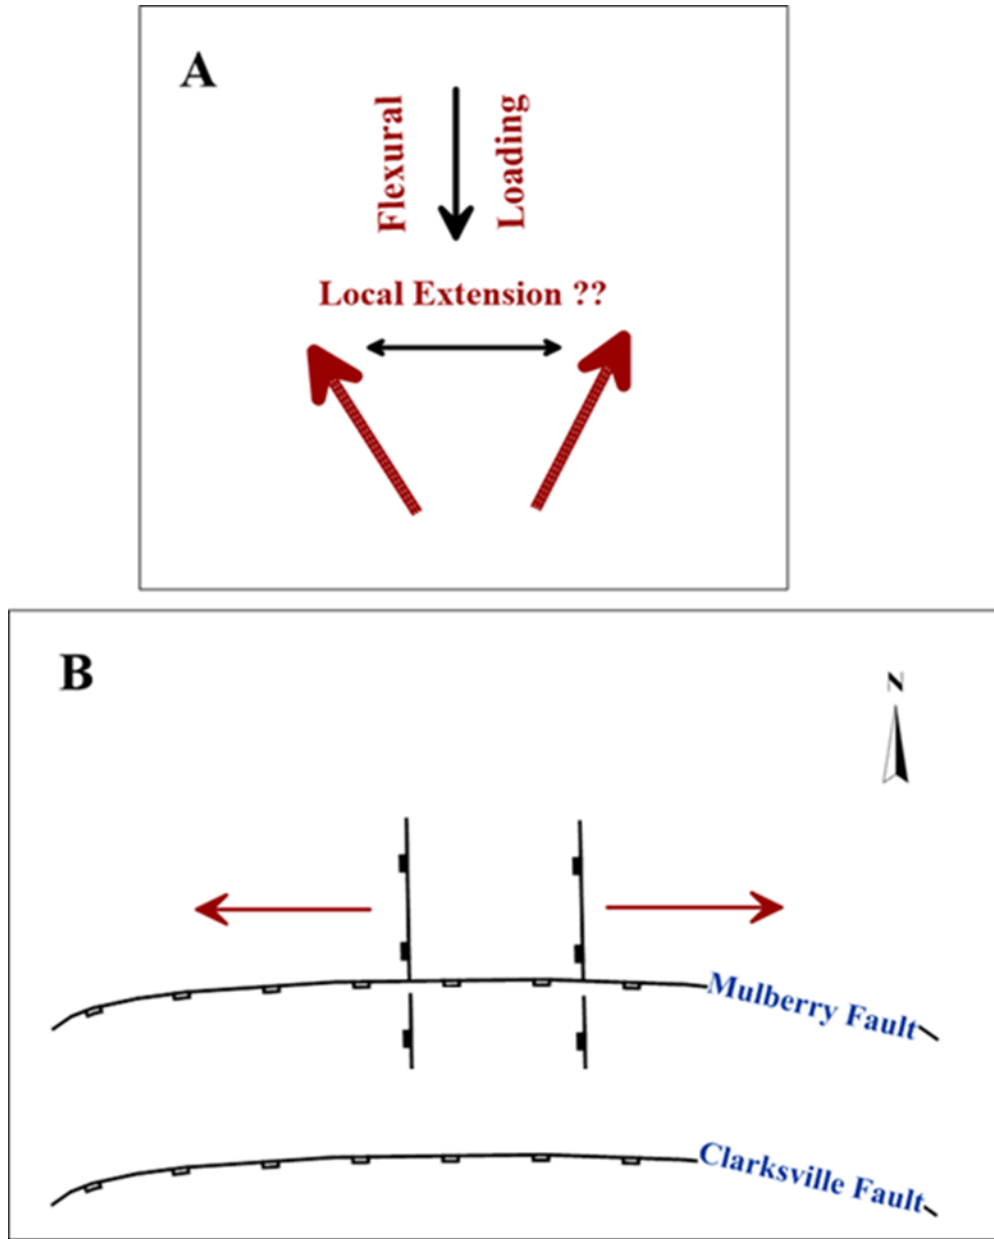 A
Flexural
Loading
Local Extension ??
B
N
Mulberry Fault
Clarksville Fault